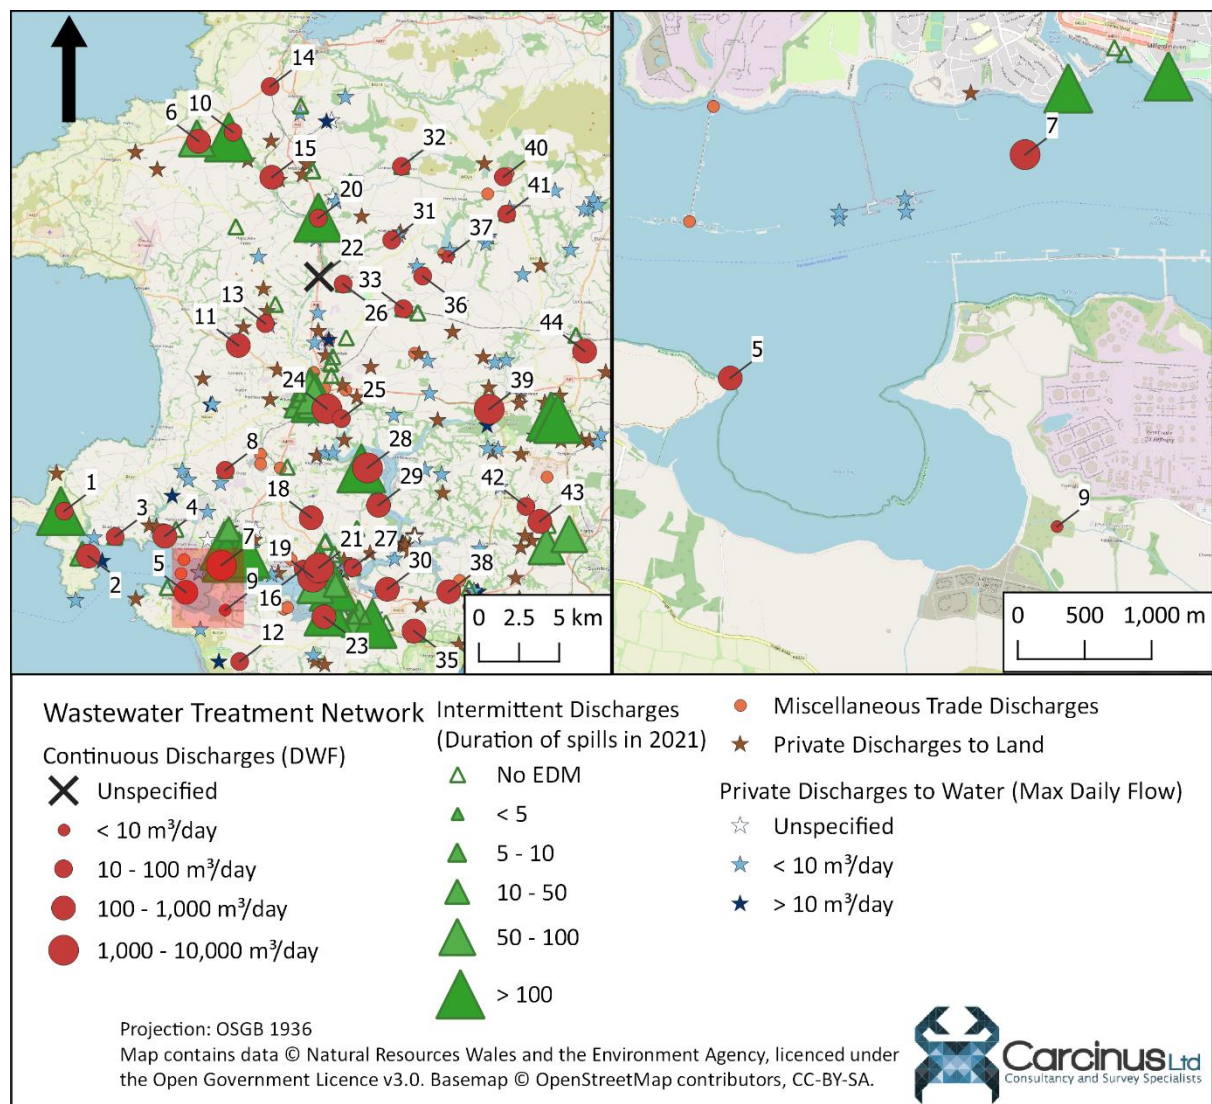 14
6
10
15
32
40
20
41
31
37
22
33
13
26
36
11
44
24
25
39
8
28
29
42
43
18
1
3
4
7
19
21
27
30
38
2
5
9
16
12
23
35
0 2.5 5 km
7
5
9
0 500 1,000 m
Wastewater Treatment Network
Continuous Discharges (DWF)
Unspecified
< 10 m³/day
10 - 100 m³/day
100 - 1,000 m³/day
1,000 - 10,000 m³/day
Intermittent Discharges
(Duration of spills in 2021)
No EDM
< 5
5 - 10
10 - 50
50 - 100
> 100
Miscellaneous Trade Discharges
Private Discharges to Land
Private Discharges to Water (Max Daily Flow)
Unspecified
< 10 m³/day
> 10 m³/day
Projection: OSGB 1936
Map contains data © Natural Resources Wales and the Environment Agency, licenced under
the Open Government Licence v3.0. Basemap © OpenStreetMap contributors, CC-BY-SA.
Carcinus Ltd
Consultancy and Survey Specialists